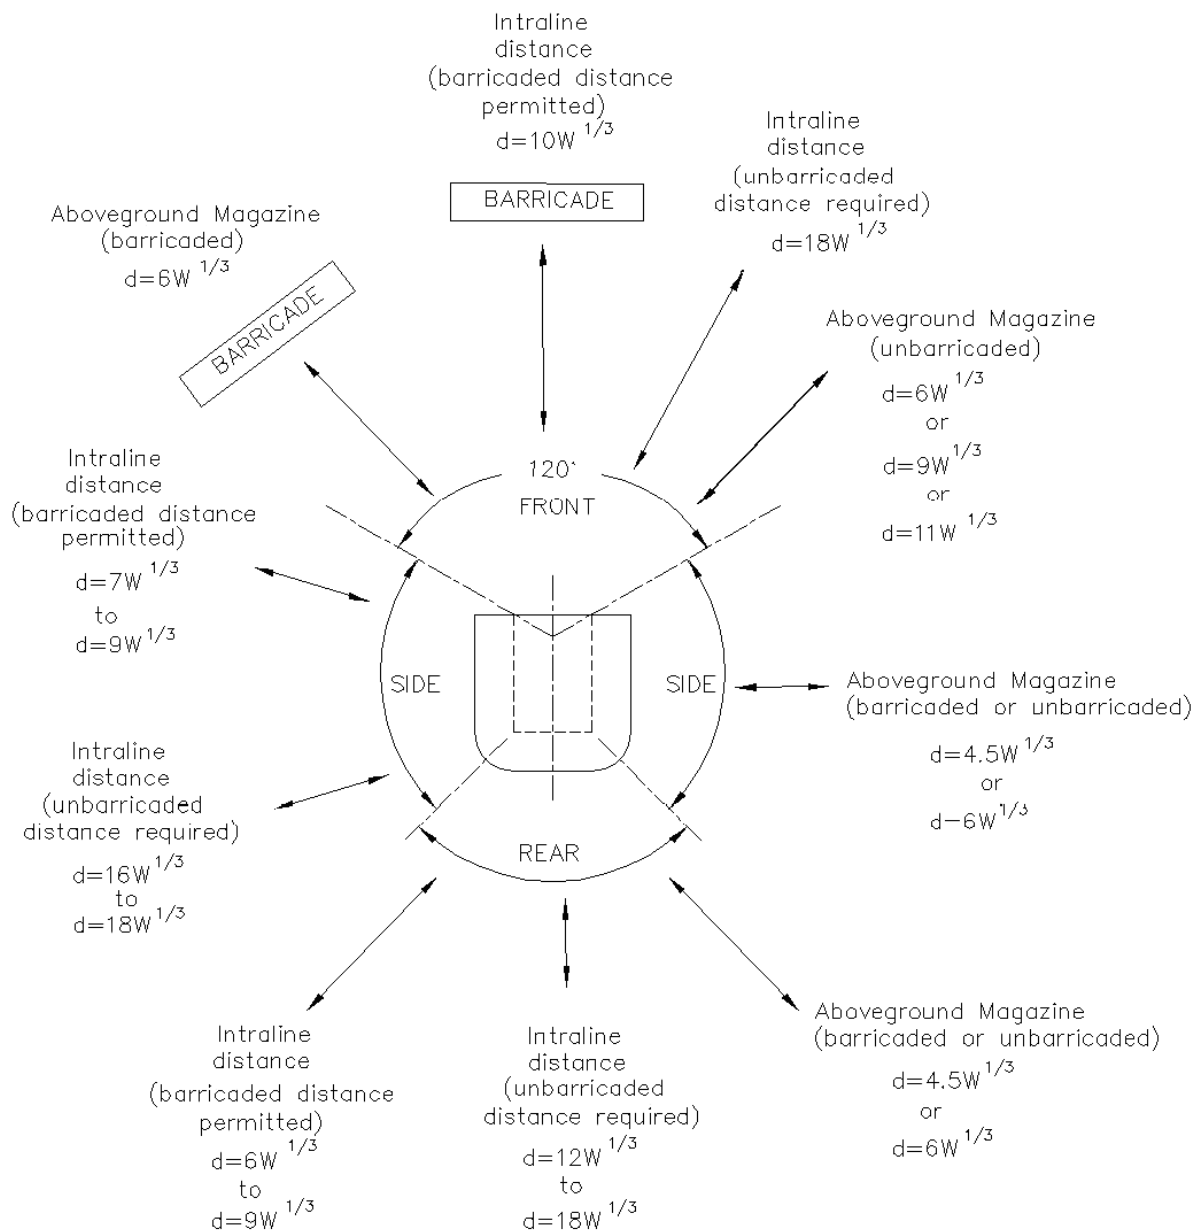 Intraline
distance
(barricaded distance
permitted)
d=10W 1/3
BARRICADE
Intraline
distance
(unbarricaded
distance required)
d=18W 1/3
Aboveground Magazine
(barricaded)
d=6W 1/3
BARRICADE
Aboveground Magazine
(unbarricaded)
d=6W 1/3
or
d=9W 1/3
or
d=11W 1/3
120°
FRONT
Intraline
distance
(barricaded distance
permitted)
d=7W 1/3
to
d=9W 1/3
SIDE
SIDE
Aboveground Magazine
(barricaded or unbarricaded)
d=4.5W 1/3
or
d=6W 1/3
Intraline
distance
(unbarricaded
distance required)
d=16W 1/3
to
d=18W 1/3
REAR
Intraline
distance
(barricaded distance
permitted)
d=6W 1/3
to
d=9W 1/3
Intraline
distance
(unbarricaded
distance required)
d=12W 1/3
to
d=18W 1/3
Aboveground Magazine
(barricaded or unbarricaded)
d=4.5W 1/3
or
d=6W 1/3